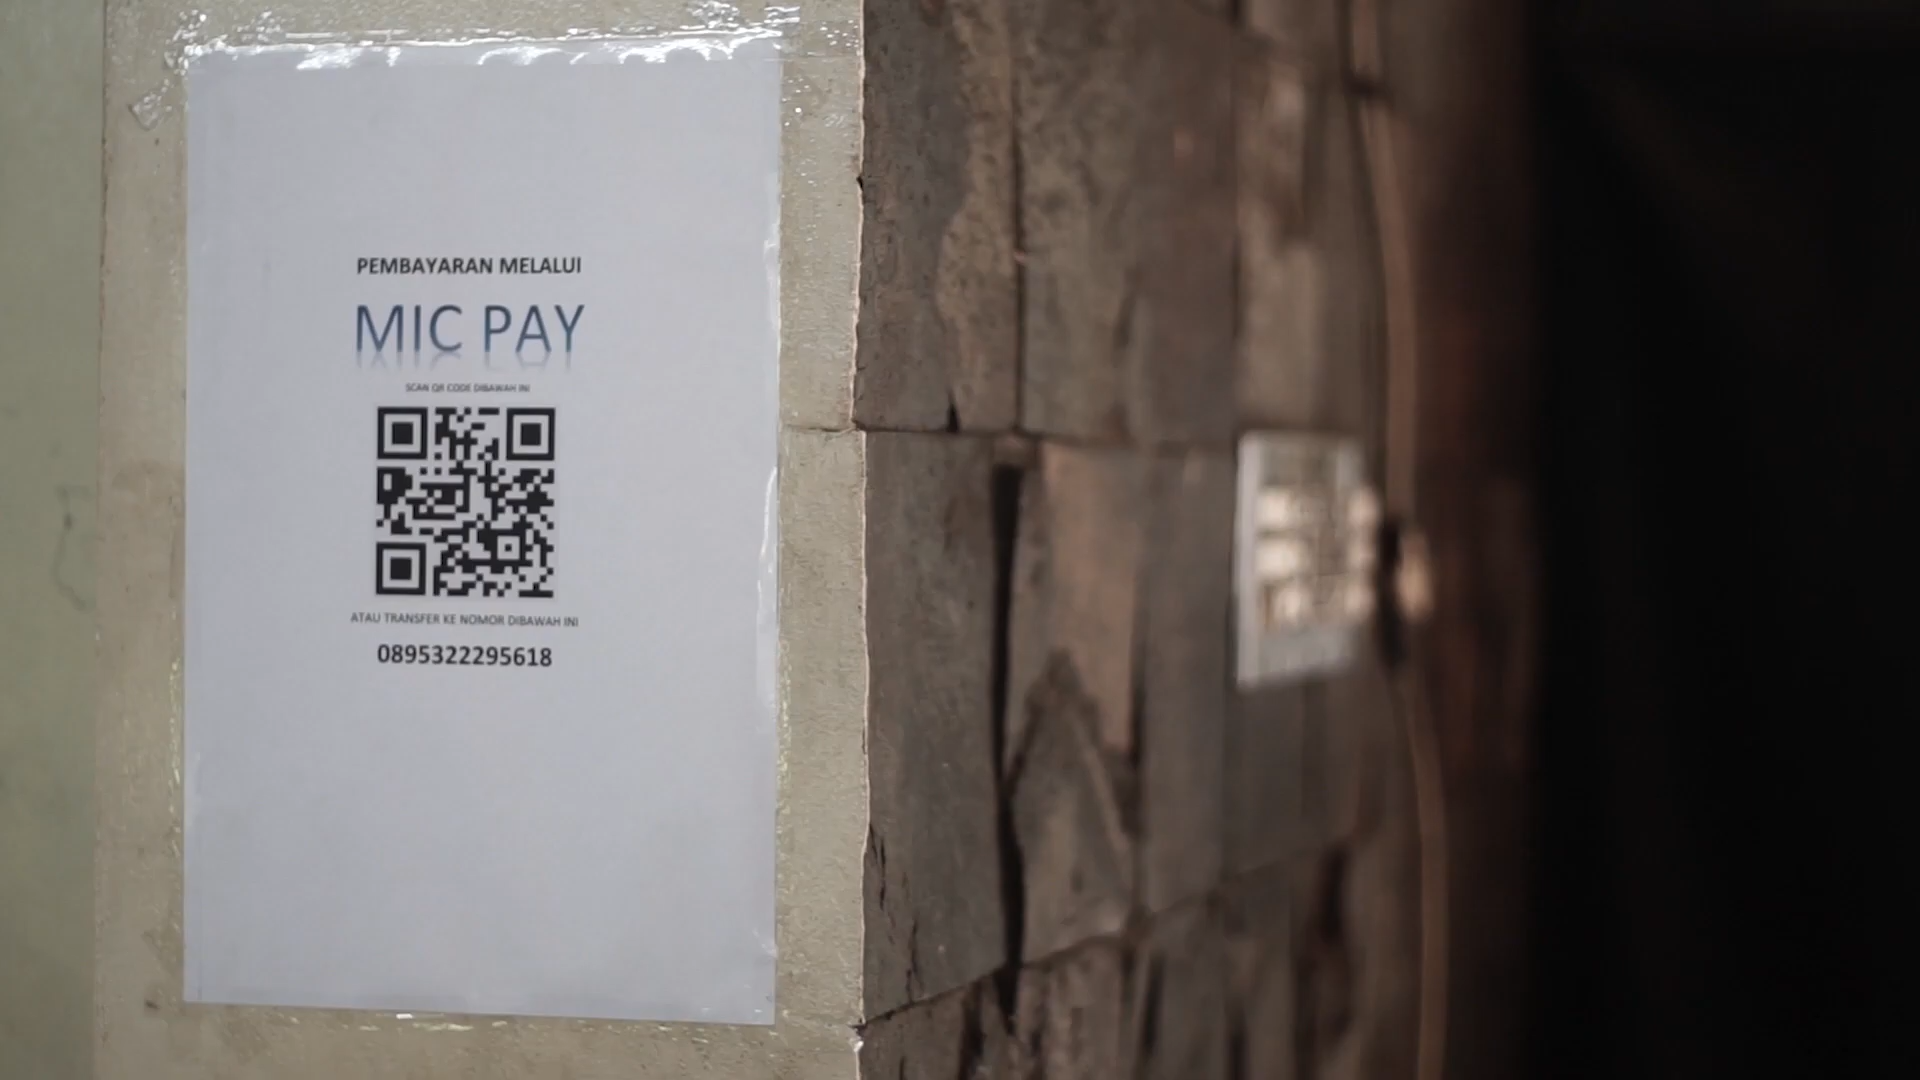 PEMBAYARAN MELALUI
MIC PAY
SCAN QR CODE DIBAWAH INI
ATAU TRANSFER KE NOMOR DIBAWAH INI
0895322295618